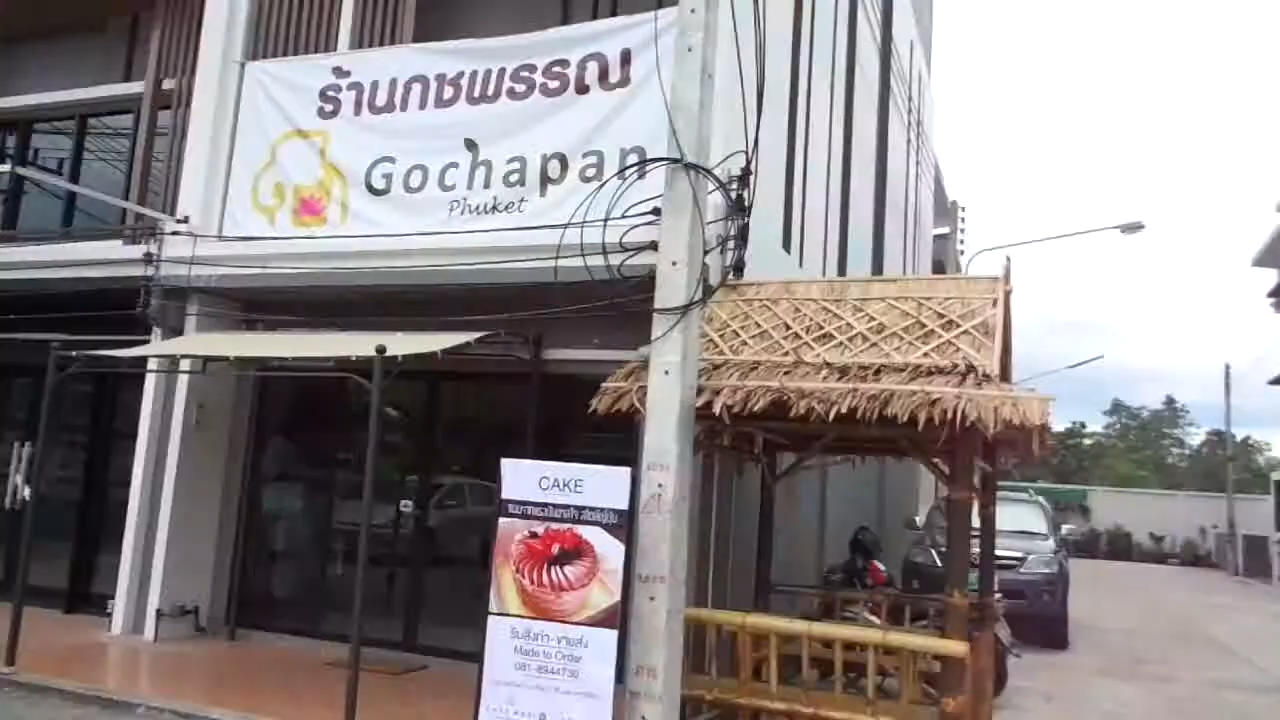 ร้านกชพรรณ
Gochapan
Phuket
CAKE
รับสั่งทำ-ขายส่ง
Made to Order
081-8944730